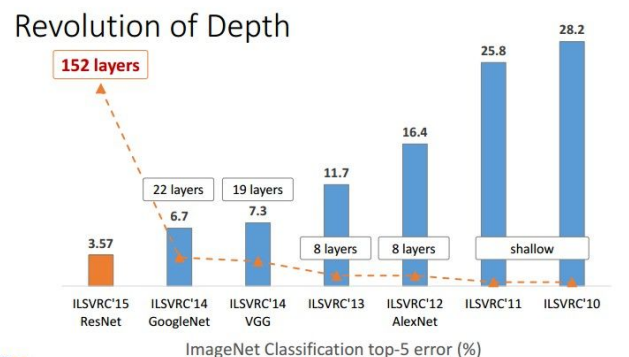 Revolution of Depth
28.2
25.8
152 layers
16.4
11.7
22 layers
19 layers
6.7
7.3
3.57
8 layers
8 layers
shallow
ILSVRC'15
ResNet
ILSVRC'14
GoogleNet
ILSVRC'14
VGG
ILSVRC'13
ILSVRC'12
AlexNet
ILSVRC'11
ILSVRC'10
ImageNet Classification top-5 error (%)